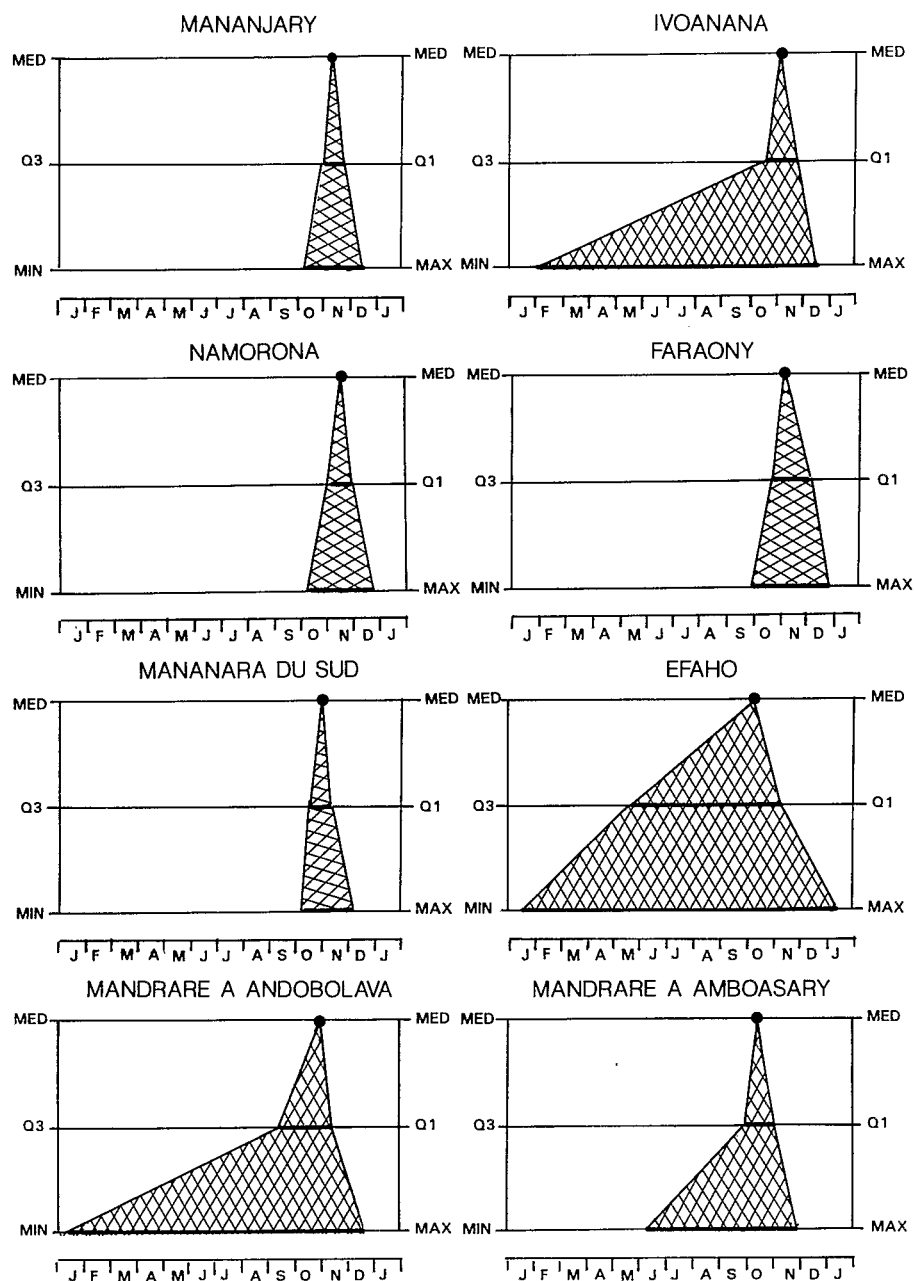 MANANJARY
MED
MED
Q3
Q1
MIN
MAX
J F M A M J J A S O N D J
IVOANANA
MED
MED
Q3
Q1
MIN
MAX
J F M A M J J A S O N D J
NAMORONA
MED
MED
Q3
Q1
MIN
MAX
J F M A M J J A S O N D J
FARAONY
MED
MED
Q3
Q1
MIN
MAX
J F M A M J J A S O N D J
MANANARA DU SUD
MED
MED
Q3
Q1
MIN
MAX
J F M A M J J A S O N D J
EFAHO
MED
MED
Q3
Q1
MIN
MAX
J F M A M J J A S O N D J
MANDRARE A ANDOBOLAVA
MED
MED
Q3
Q1
MIN
MAX
J F M A M J J A S O N D J
MANDRARE A AMBOASARY
MED
MED
Q3
Q1
MIN
MAX
J F M A M J J A S O N D J